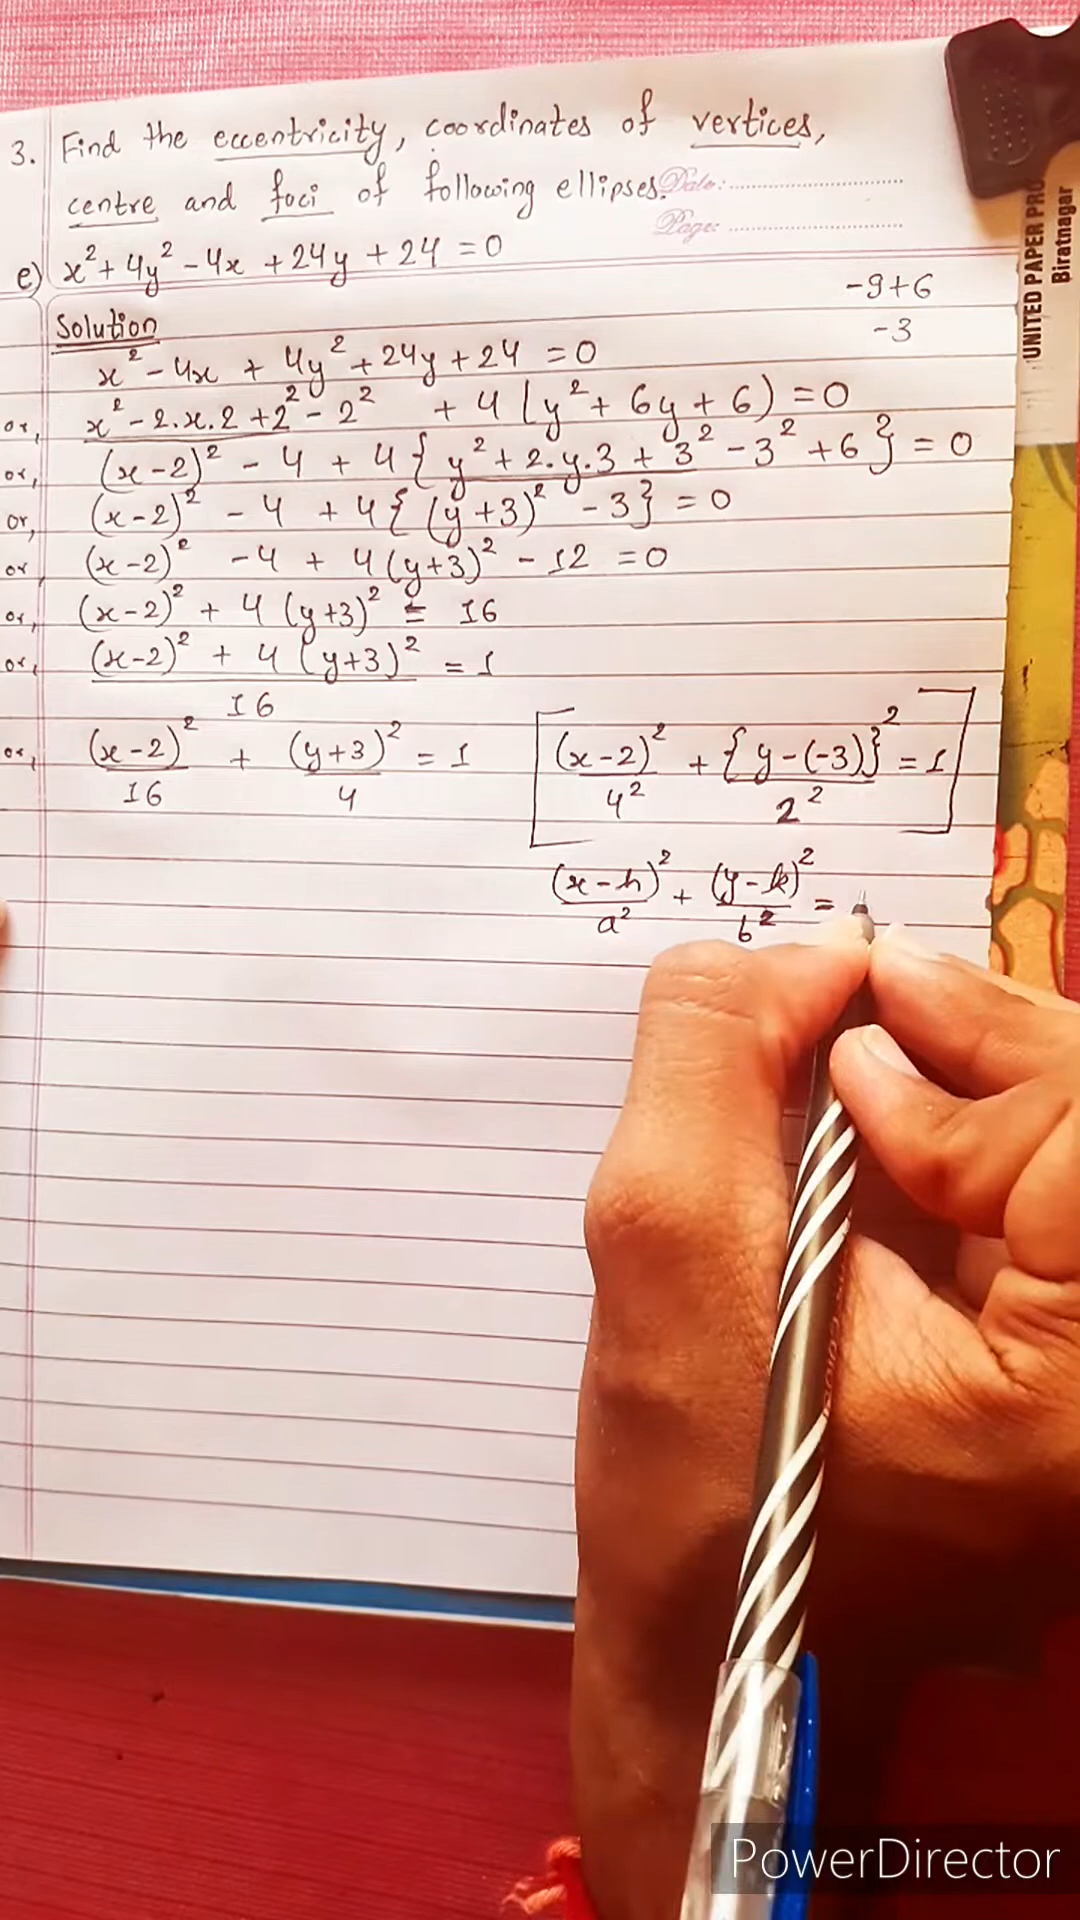 3. Find the eccentricity, coordinates of vertices,
centre and foci of following ellipses.
Date:
Page:
e) x² + 4y² - 4x + 24y + 24 = 0
-9+6
-3
Solution
x² - 4x + 4y² + 24y + 24 = 0
or, x² - 2.x.2 + 2² - 2² + 4(y² + 6y + 6) = 0
or, (x-2)² - 4 + 4{y² + 2.y.3 + 3² - 3² + 6} = 0
or, (x-2)² - 4 + 4{(y+3)² - 3} = 0
or, (x-2)² - 4 + 4(y+3)² - 12 = 0
or, (x-2)² + 4(y+3)² = 16
or, (x-2)² + 4(y+3)² = 1
16
or, (x-2)² + (y+3)² = 1
16 4
[(x-2)² + {y-(-3)}² = 1]
4² 2²
(x-h)² + (y-k)² =
a² b²
UNITED PAPER PRO
Biratnagar
PowerDirector